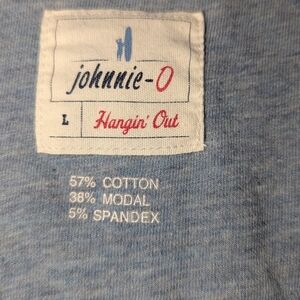 johnnie-O
L Hangin' Out
57% COTTON
38% MODAL
5% SPANDEX